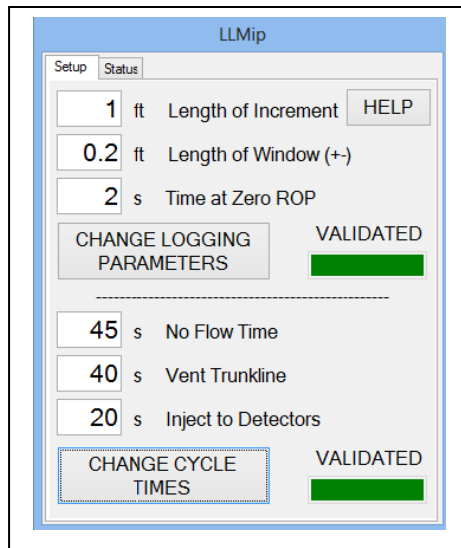 LLMip
Setup Status
1 ft Length of Increment HELP
0.2 ft Length of Window (+-)
2 s Time at Zero ROP
CHANGE LOGGING VALIDATED
PARAMETERS
--------------------------------------------------------
45 s No Flow Time
40 s Vent Trunkline
20 s Inject to Detectors
CHANGE CYCLE VALIDATED
TIMES